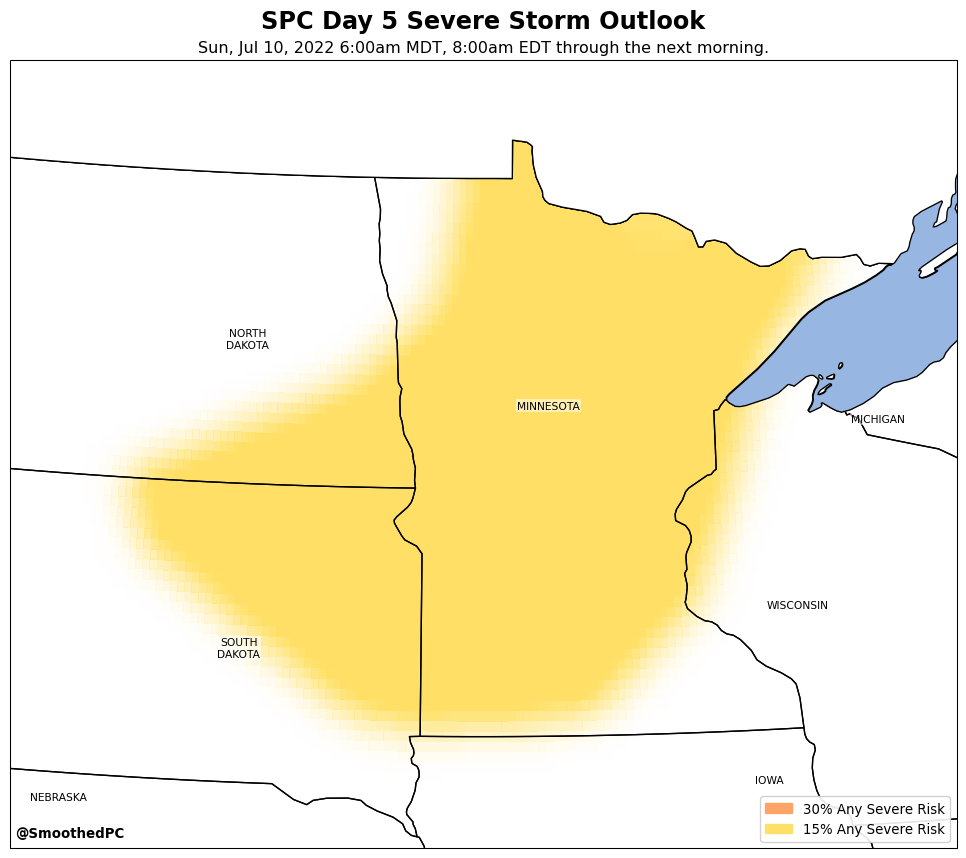 SPC Day 5 Severe Storm Outlook
Sun, Jul 10, 2022 6:00am MDT, 8:00am EDT through the next morning.
NORTH
DAKOTA
MINNESOTA
MICHIGAN
WISCONSIN
SOUTH
DAKOTA
IOWA
NEBRASKA
30% Any Severe Risk
15% Any Severe Risk
@SmoothedPC